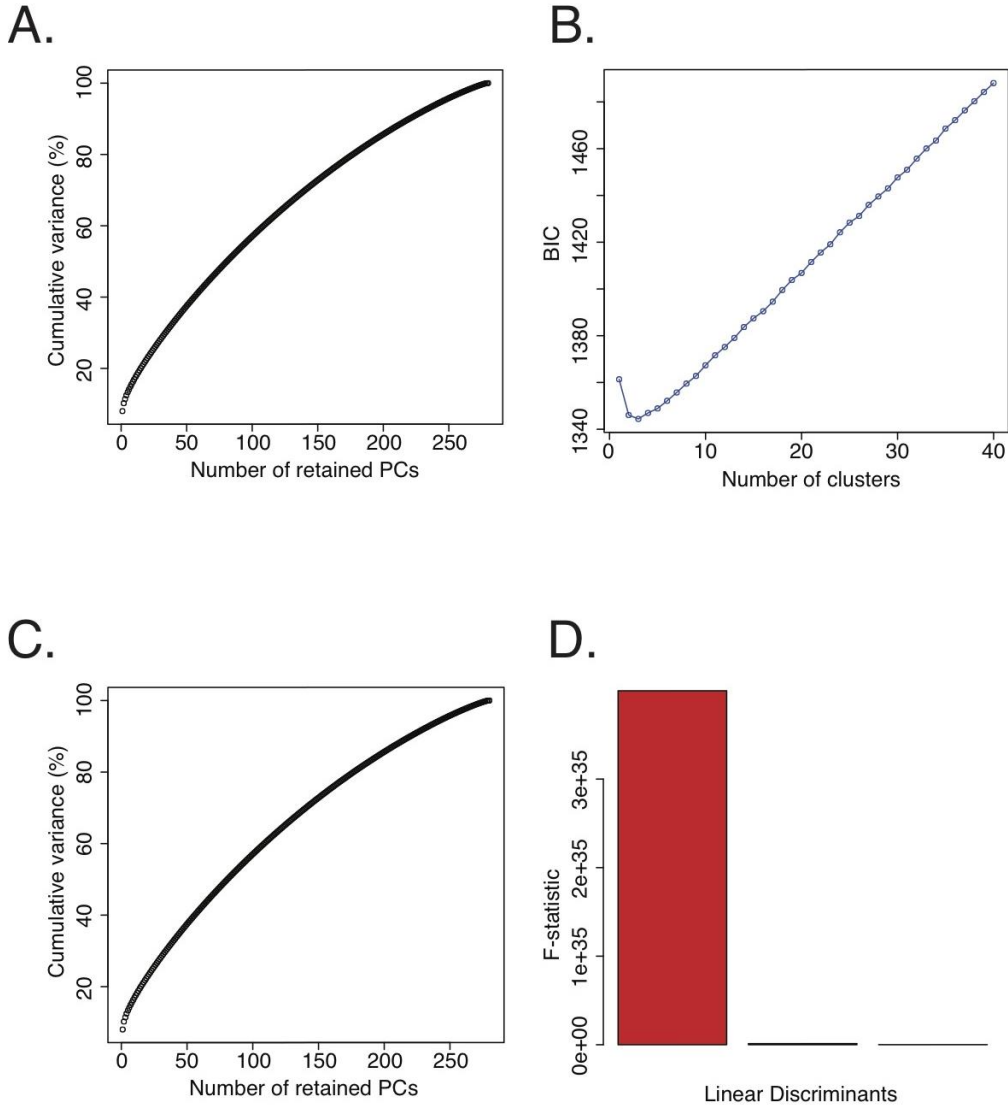 A.
Cumulative variance (%)
100
80
60
40
20
0 50 100 150 200 250
Number of retained PCs
B.
BIC
1460
1420
1380
1340
0 10 20 30 40
Number of clusters
C.
Cumulative variance (%)
100
80
60
40
20
0 50 100 150 200 250
Number of retained PCs
D.
F-statistic
3e+35
2e+35
1e+35
0e+00
Linear Discriminants